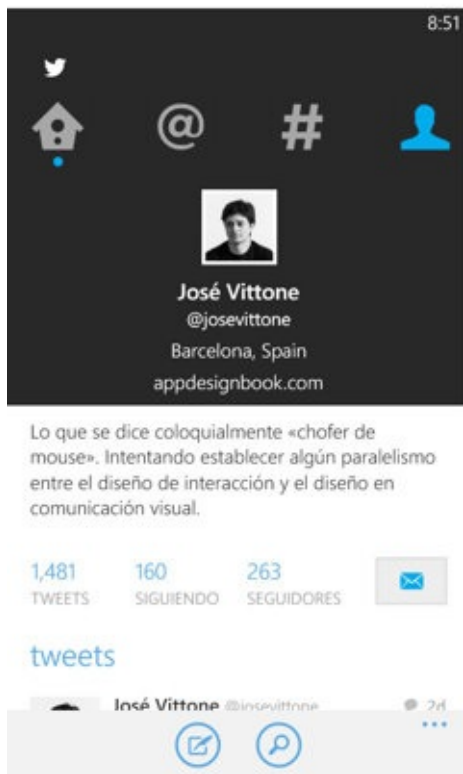 8:51
@ #
José Vittone
@josevittone
Barcelona, Spain
appdesignbook.com
Lo que se dice coloquialmente «chofer de
mouse». Intentando establecer algún paralelismo
entre el diseño de interacción y el diseño en
comunicación visual.
1,481 160 263
TWEETS SIGUIENDO SEGUIDORES
tweets
José Vittone @josevittone 2d